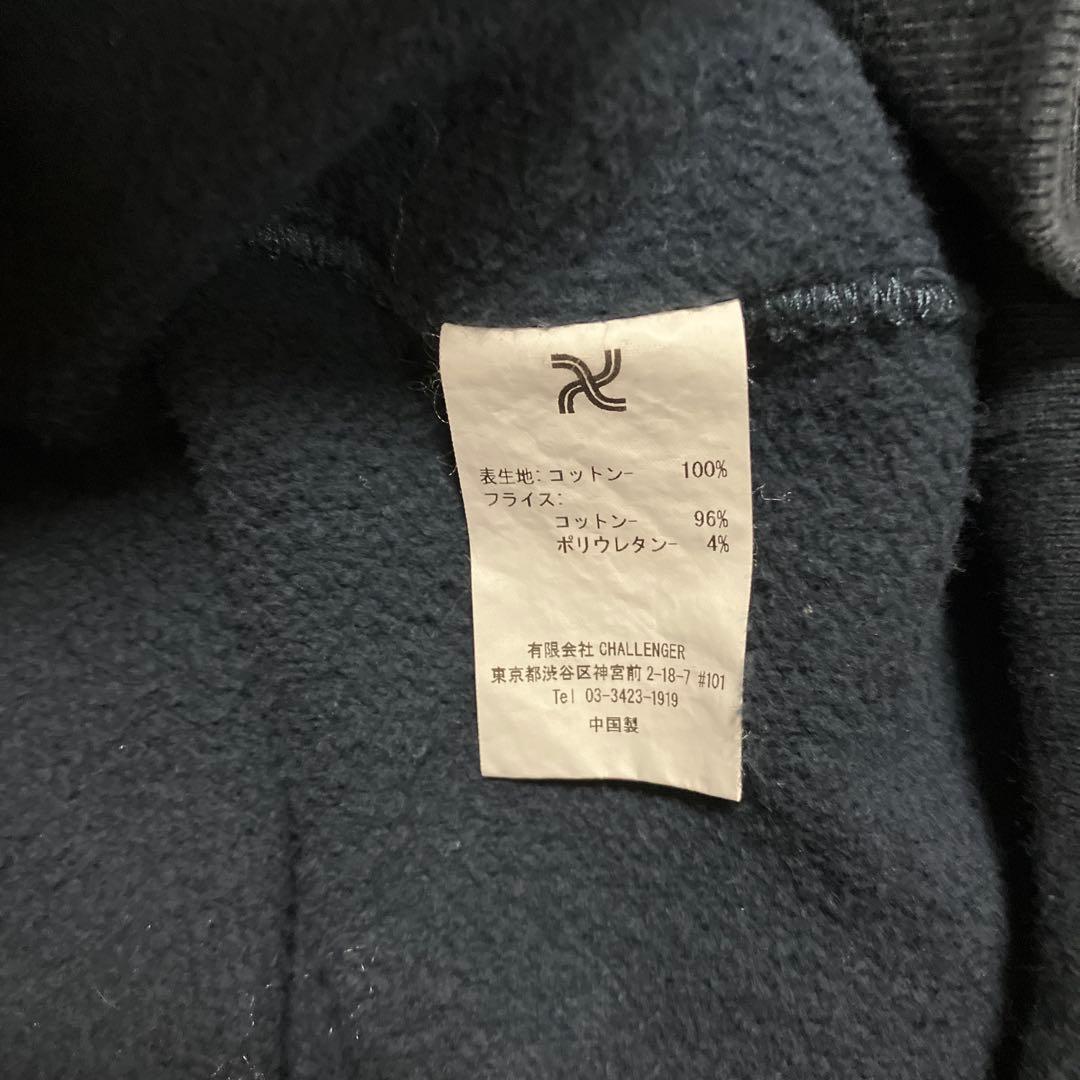 表生地: コットン- 100%
フライス:
コットン- 96%
ポリウレタン- 4%
有限会社 CHALLENGER
東京都渋谷区神宮前 2-18-7 #101
Tel 03-3423-1919
中国製